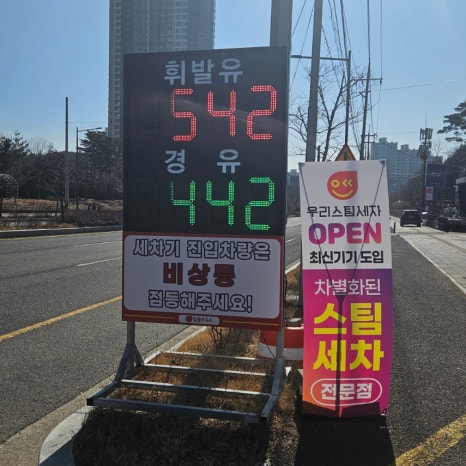 휘발유
542
경유
442
세차기 진입차량은
비상등
점등해주세요!
우리스팀세차
OPEN
최신기기 도입
차별화된
스팀
세차
전문점